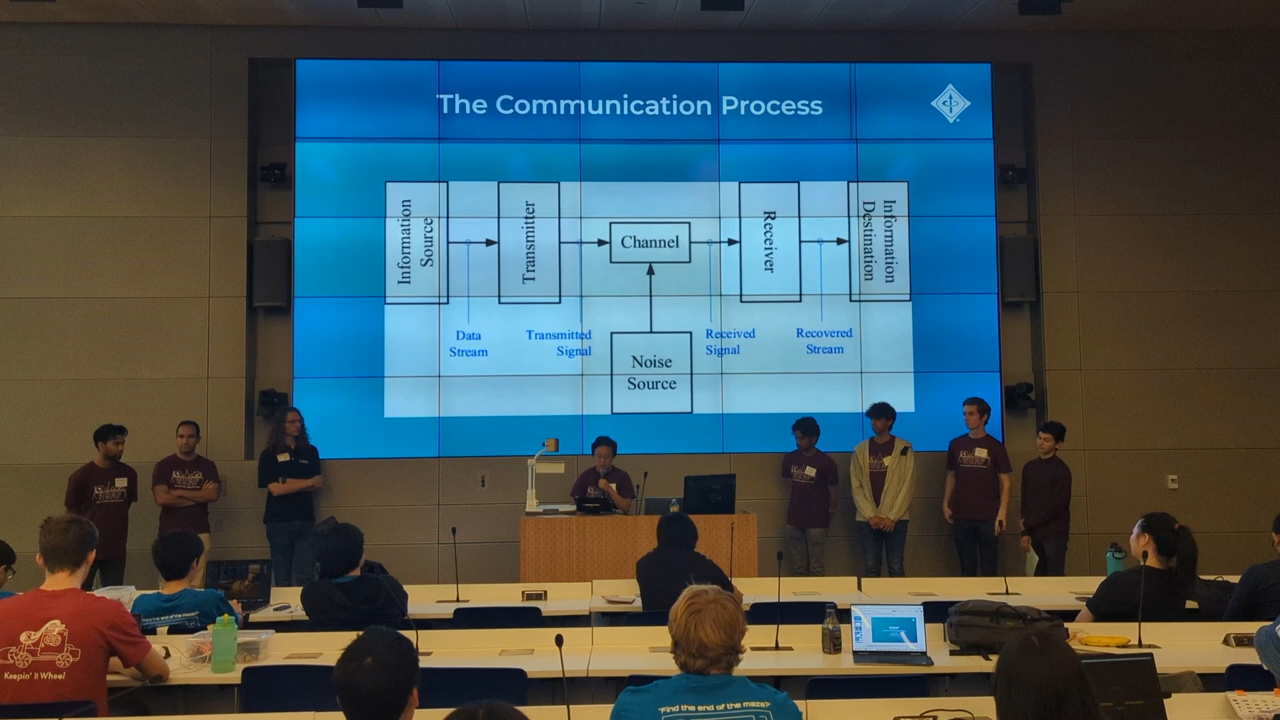 The Communication Process
Information
Source
Transmitter
Channel
Receiver
Information
Destination
Data
Stream
Transmitted
Signal
Received
Signal
Recovered
Stream
Noise
Source
Keepin' It Wheel
"Find the end of the maze?"